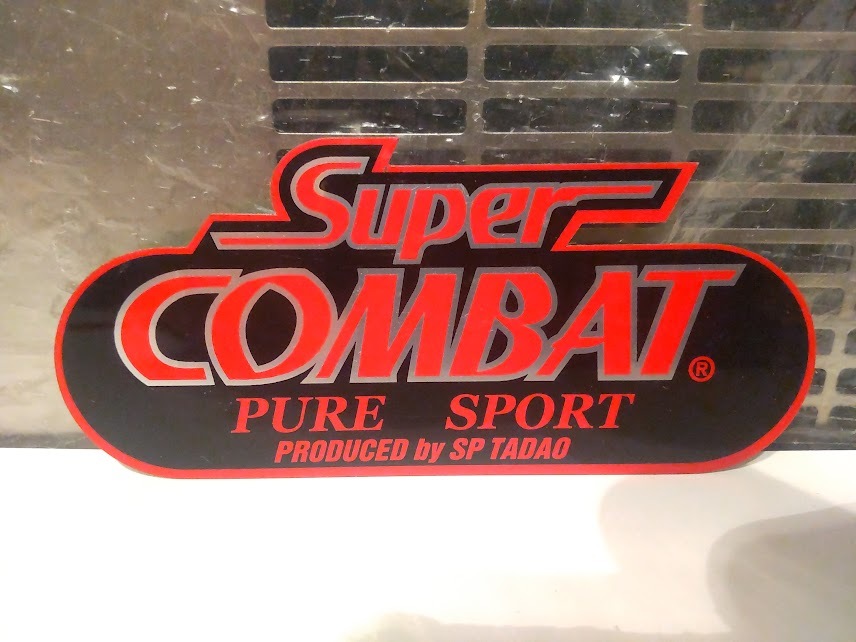 Super
COMBAT®
PURE SPORT
PRODUCED by SP TADAO